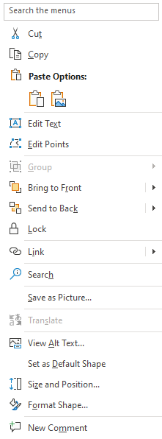 Search the menus
Cut
Copy
Paste Options:
Edit Text
Edit Points
Group
Bring to Front
Send to Back
Lock
Link
Search
Save as Picture...
Translate
View Alt Text...
Set as Default Shape
Size and Position...
Format Shape...
New Comment